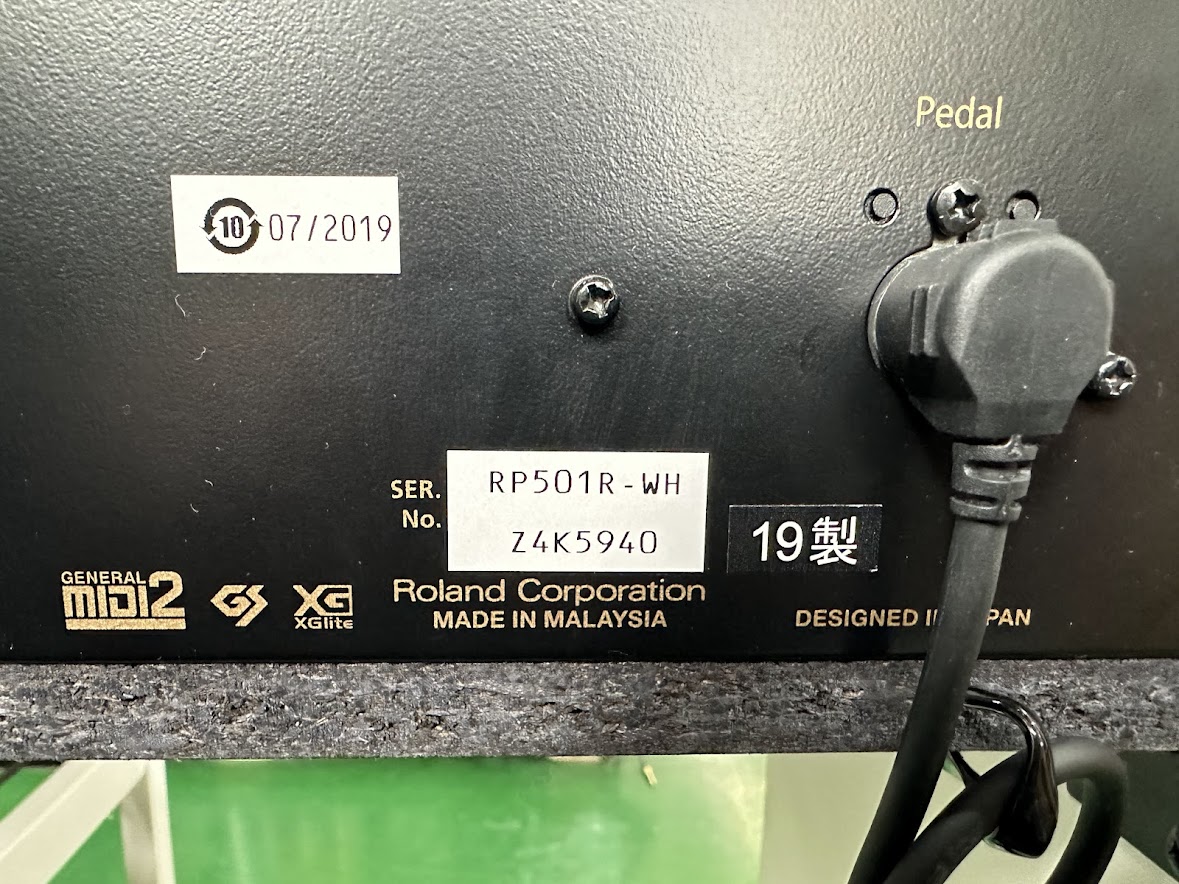 Pedal
10 07/2019
SER.
No.
RP501R-WH
Z4K5940
19製
GENERAL
MIDI2
GS
XG
XGlite
Roland Corporation
MADE IN MALAYSIA
DESIGNED I PAN